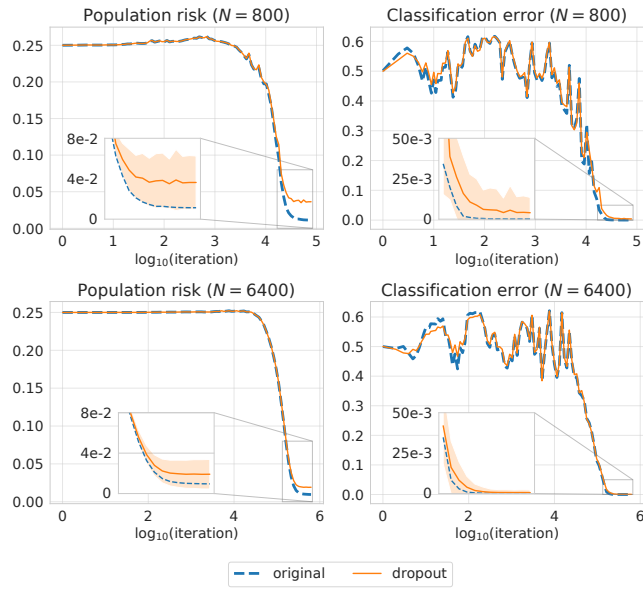 Population risk (N = 800)
0.25
0.20
0.15
0.10
0.05
0.00
8e-2
4e-2
0
0 1 2 3 4 5
log10(iteration)
Classification error (N = 800)
0.6
0.5
0.4
0.3
0.2
0.1
0.0
50e-3
25e-3
0
0 1 2 3 4 5
log10(iteration)
Population risk (N = 6400)
0.25
0.20
0.15
0.10
0.05
0.00
8e-2
4e-2
0
0 2 4 6
log10(iteration)
Classification error (N = 6400)
0.6
0.5
0.4
0.3
0.2
0.1
0.0
50e-3
25e-3
0
0 2 4 6
log10(iteration)
original dropout